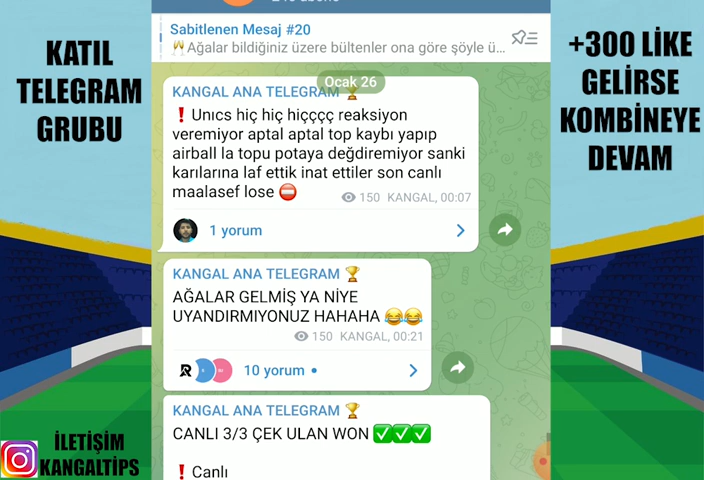 KATIL
TELEGRAM
GRUBU
Sabitlenen Mesaj #20
🥂Ağalar bildiğiniz üzere bültenler ona göre şöyle ü...
Ocak 26
KANGAL ANA TELEGRAM 🏆
❗Unıcs hiç hiç hiçççç reaksiyon
veremiyor aptal aptal top kaybı yapıp
airball la topu potaya değdiremiyor sanki
karılarına laf ettik inat ettiler son canlı
maalasef lose ⛔
150 KANGAL, 00:07
1 yorum
KANGAL ANA TELEGRAM 🏆
AĞALAR GELMİŞ YA NİYE
UYANDIRMIYONUZ HAHAHA 😂😂
150 KANGAL, 00:21
10 yorum
KANGAL ANA TELEGRAM 🏆
CANLI 3/3 ÇEK ULAN WON ✅✅✅
❗Canlı
+300 LİKE
GELİRSE
KOMBİNEYE
DEVAM
İLETİŞİM
KANGALTİPS